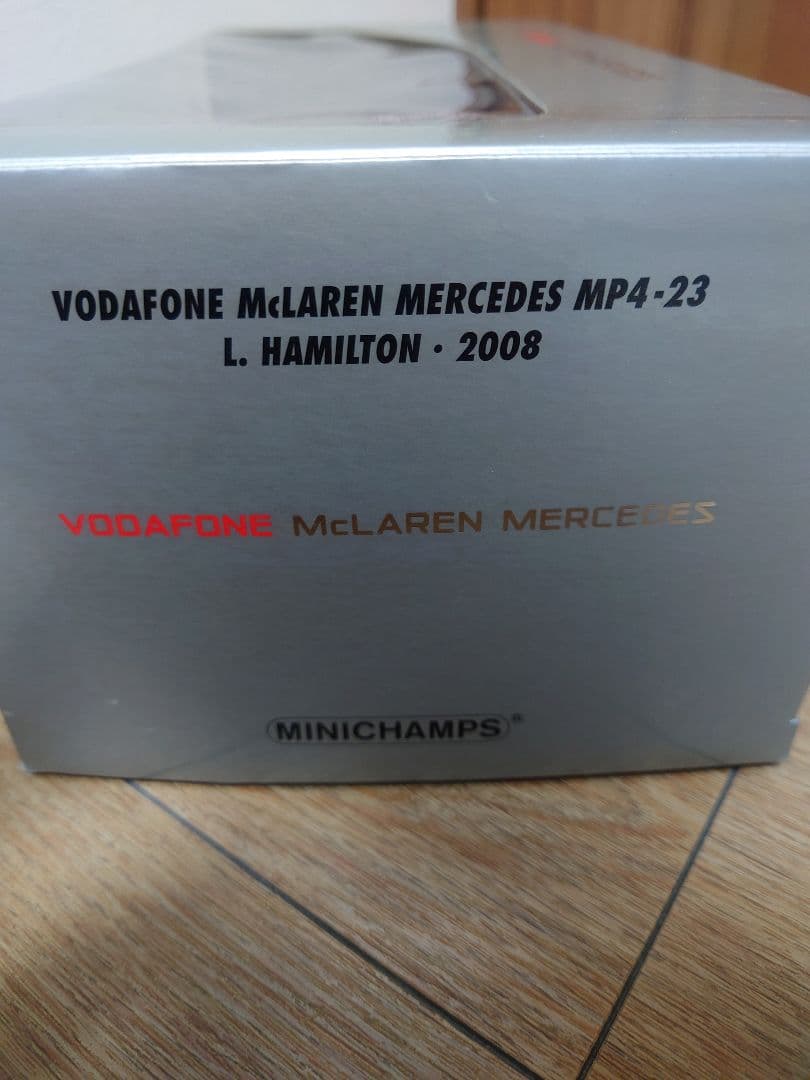 VODAFONE McLAREN MERCEDES MP4-23
L. HAMILTON · 2008
VODAFONE McLAREN MERCEDES
MINICHAMPS®